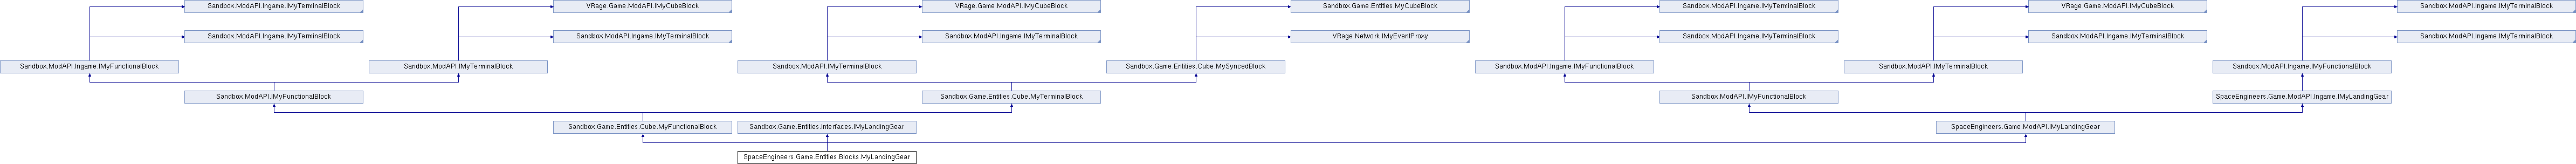 Sandbox.ModAPI.Ingame.IMyTerminalBlock
VRage.Game.ModAPI.IMyCubeBlock
VRage.Game.ModAPI.IMyCubeBlock
Sandbox.Game.Entities.MyCubeBlock
Sandbox.ModAPI.Ingame.IMyTerminalBlock
VRage.Game.ModAPI.IMyCubeBlock
Sandbox.ModAPI.Ingame.IMyTerminalBlock
Sandbox.ModAPI.Ingame.IMyTerminalBlock
Sandbox.ModAPI.Ingame.IMyTerminalBlock
Sandbox.ModAPI.Ingame.IMyTerminalBlock
VRage.Network.IMyEventProxy
Sandbox.ModAPI.Ingame.IMyTerminalBlock
Sandbox.ModAPI.Ingame.IMyTerminalBlock
Sandbox.ModAPI.Ingame.IMyTerminalBlock
Sandbox.ModAPI.Ingame.IMyFunctionalBlock
Sandbox.ModAPI.IMyTerminalBlock
Sandbox.ModAPI.IMyTerminalBlock
Sandbox.Game.Entities.Cube.MySyncedBlock
Sandbox.ModAPI.Ingame.IMyFunctionalBlock
Sandbox.ModAPI.IMyTerminalBlock
Sandbox.ModAPI.Ingame.IMyFunctionalBlock
Sandbox.ModAPI.IMyFunctionalBlock
Sandbox.Game.Entities.Cube.MyTerminalBlock
Sandbox.ModAPI.IMyFunctionalBlock
SpaceEngineers.Game.ModAPI.Ingame.IMyLandingGear
Sandbox.Game.Entities.Cube.MyFunctionalBlock
Sandbox.Game.Entities.Interfaces.IMyLandingGear
SpaceEngineers.Game.ModAPI.IMyLandingGear
SpaceEngineers.Game.Entities.Blocks.MyLandingGear